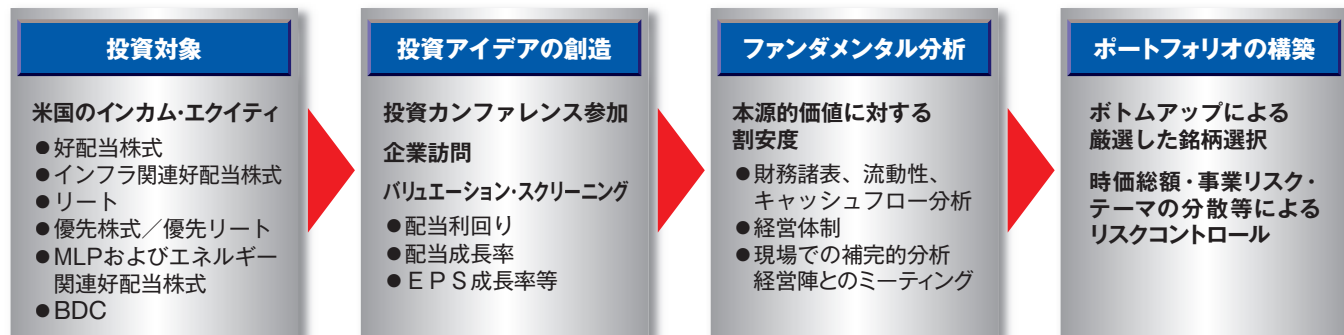 投資対象
米国のインカム・エクイティ
●好配当株式
●インフラ関連好配当株式
●リート
●優先株式／優先リート
●MLPおよびエネルギー
関連好配当株式
●BDC
投資アイデアの創造
投資カンファレンス参加
企業訪問
バリュエーション・スクリーニング
●配当利回り
●配当成長率
●ＥＰＳ成長率等
ファンダメンタル分析
本源的価値に対する
割安度
●財務諸表、流動性、
キャッシュフロー分析
●経営体制
●現場での補完的分析
経営陣とのミーティング
ポートフォリオの構築
ボトムアップによる
厳選した銘柄選択
時価総額・事業リスク・
テーマの分散等による
リスクコントロール